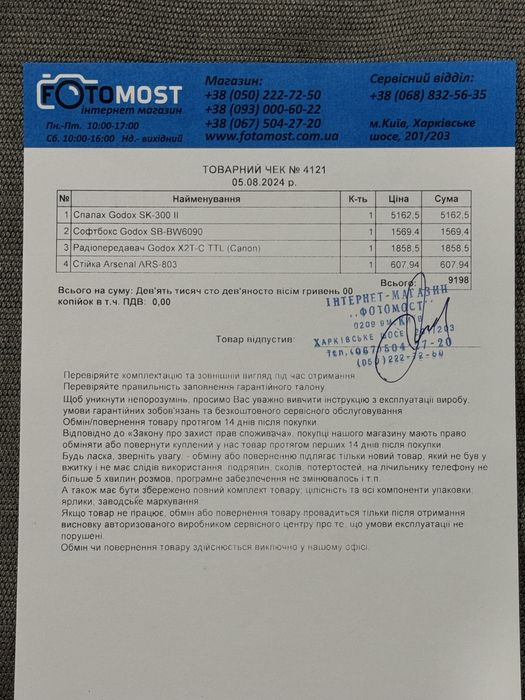 FOTOMOST
інтернет магазин
Пн.-Пт. 10:00-17:00
Сб. 10:00-16:00 Нд.- вихідний
Магазин:
+38 (050) 222-72-50
+38 (093) 000-60-22
+38 (067) 504-27-20
www.fotomost.com.ua
Сервісний відділ:
+38 (068) 832-56-35
м.Київ, Харківське
шосе, 201/203
ТОВАРНИЙ ЧЕК № 4121
05.08.2024 р.
№ Найменування К-ть Ціна Сума
1 Спалах Godox SK-300 II 1 5162,5 5162,5
2 Софтбокс Godox SB-BW6090 1 1569,4 1569,4
3 Радіопередавач Godox X2T-C TTL (Canon) 1 1858,5 1858,5
4 Стійка Arsenal ARS-803 1 607,94 607,94
Всього: 9198
Всього на суму: Дев'ять тисяч сто дев'яносто вісім гривень 00
копійок в т.ч. ПДВ: 0,00
Товар відпустив:
ІНТЕРНЕТ-МАГАЗИН
,,ФОТОМОСТ"
ХАРКІВСЬКЕ ШОСЕ
Тел.(067)504-27-20
Перевіряйте комплектацію та зовнішній вигляд під час отримання
Перевіряйте правильність заповнення гарантійного талону.
Щоб уникнути непорозумінь, просимо Вас уважно вивчити інструкцію з експлуатації виробу,
умови гарантійних зобов'язань та безкоштовного сервісного обслуговування
Обмін/повернення товару протягом 14 днів після покупки.
Відповідно до «Закону про захист прав споживача», покупці нашого магазину мають право
обміняти або повернути куплений у нас товар протягом перших 14 днів після покупки.
Будь ласка, зверніть увагу: - обміну або поверненню підлягає тільки новий товар, який не був у
вжитку і не має слідів використання: подряпин, сколів, потертостей, на лічильнику телефону не
більше 5 хвилин розмов, програмне забезпечення не змінювалось і т.п.
А також має бути збережено повний комплект товару, цілісність та всі компоненти упаковки,
ярлики, заводське маркування.
Якщо товар не працює, обмін або повернення товару провадиться тільки після отримання
висновку авторизованого виробником сервісного центру про те, що умови експлуатації не
порушені.
Обмін чи повернення товару здійснюється виключно у нашому офісі.